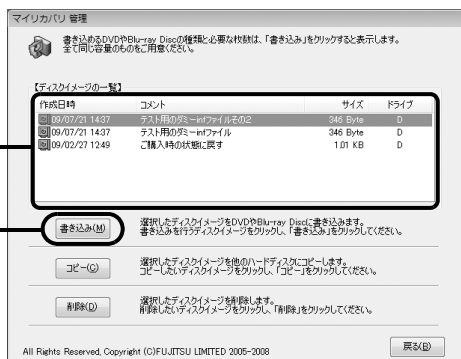 マイリカバリ 管理
書き込めるDVDやBlu-ray Discの種類と必要な枚数は、「書き込み」をクリックすると表示します。
全て同じ容量のものをご用意ください。
【ディスクイメージの一覧】
作成日時 コメント サイズ ドライブ
09/07/21 1437 テスト用のダミーinfファイルその2 346 Byte D
09/07/21 1437 テスト用のダミーinfファイル 346 Byte D
09/02/27 1249 ご購入時の状態に戻す 1.01 KB D
書き込み(M)
選択したディスクイメージをDVDやBlu-ray Discに書き込みます。
書き込みを行うディスクイメージをクリックし、「書き込み」をクリックしてください。
コピー(C)
選択したディスクイメージを他のハードディスクにコピーします。
コピーしたいディスクイメージをクリックし、「コピー」をクリックしてください。
削除(D)
選択したディスクイメージを削除します。
削除したいディスクイメージをクリックし、「削除」をクリックしてください。
All Rights Reserved, Copyright (C)FUJITSU LIMITED 2005-2008
戻る(B)